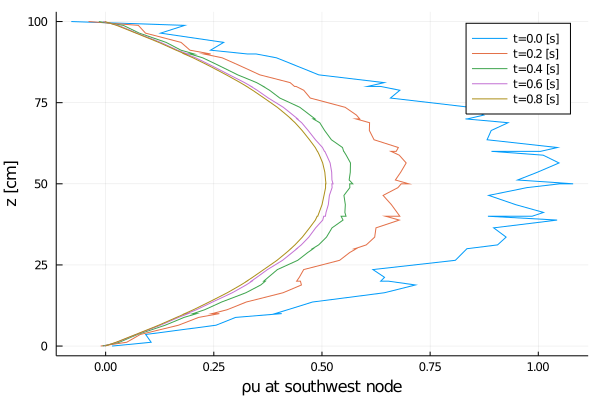 100
75
50
25
0
z [cm]
t=0.0 [s]
t=0.2 [s]
t=0.4 [s]
t=0.6 [s]
t=0.8 [s]
0.00 0.25 0.50 0.75 1.00
ρu at southwest node